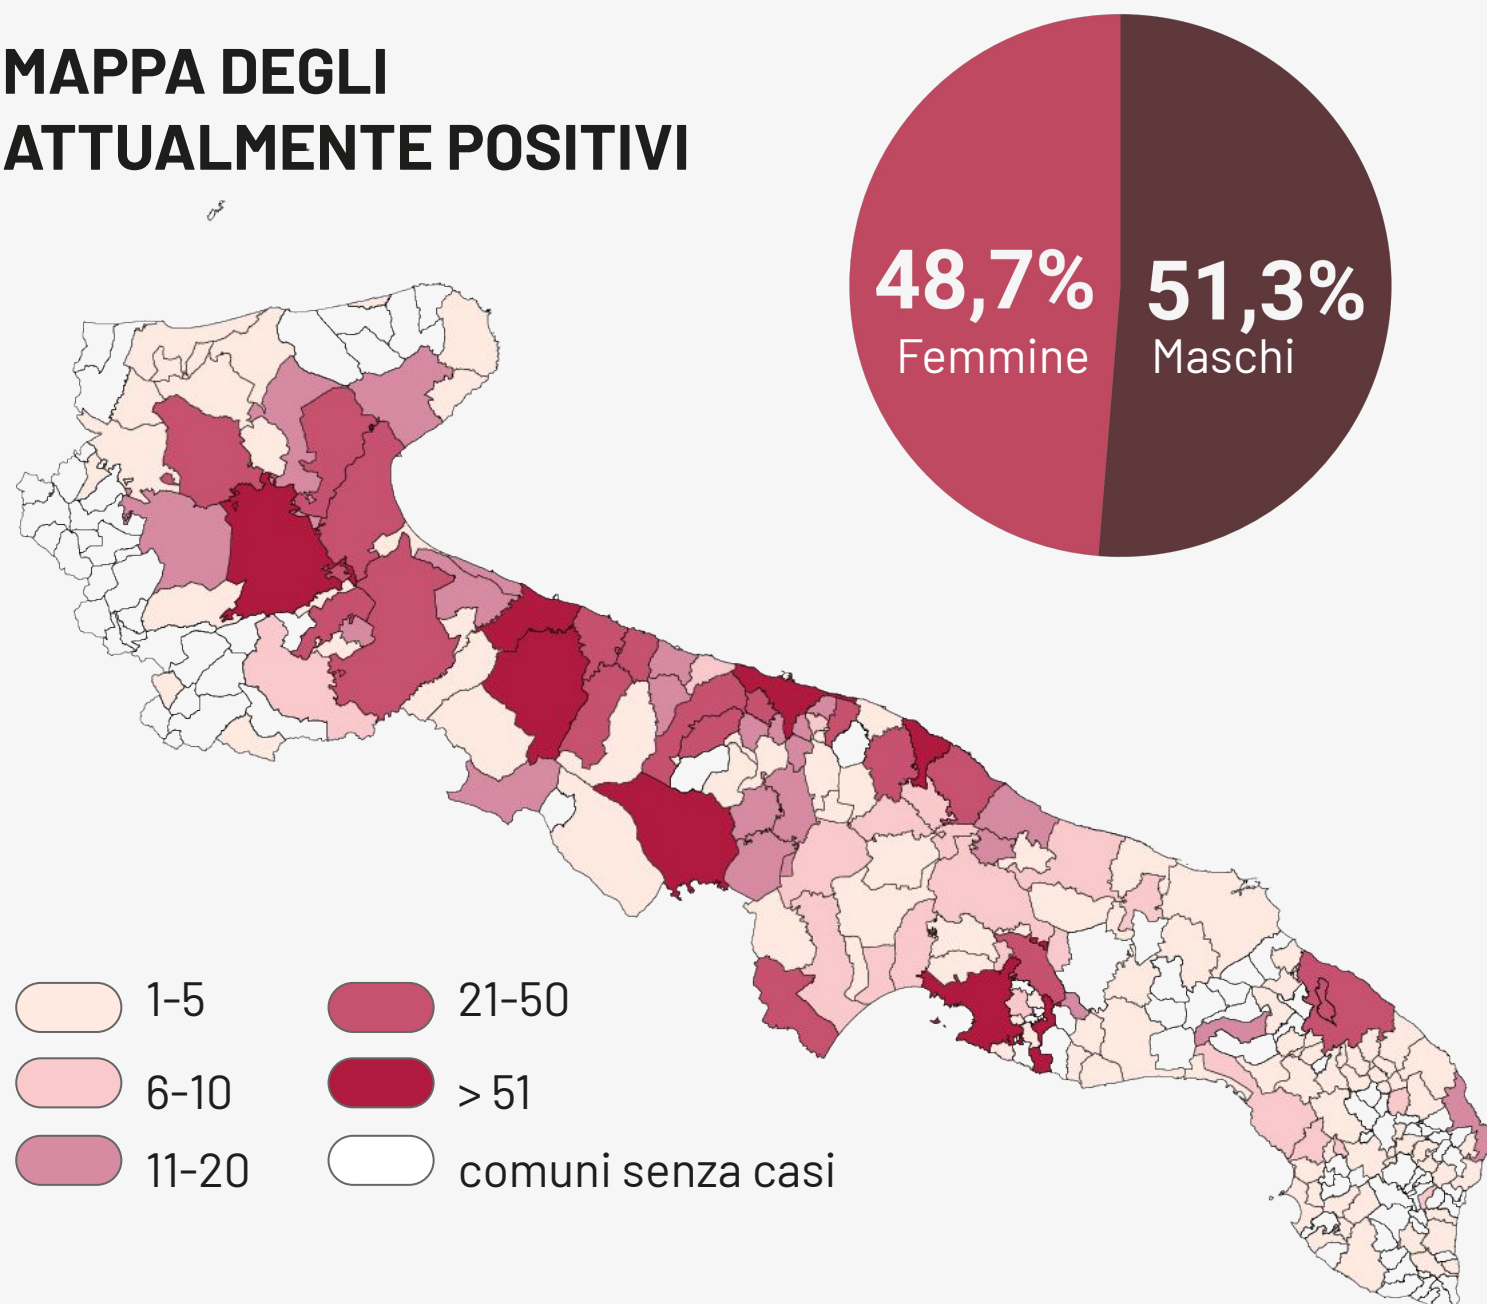 MAPPA DEGLI
ATTUALMENTE POSITIVI
48,7%
Femmine
51,3%
Maschi
1-5
6-10
11-20
21-50
> 51
comuni senza casi